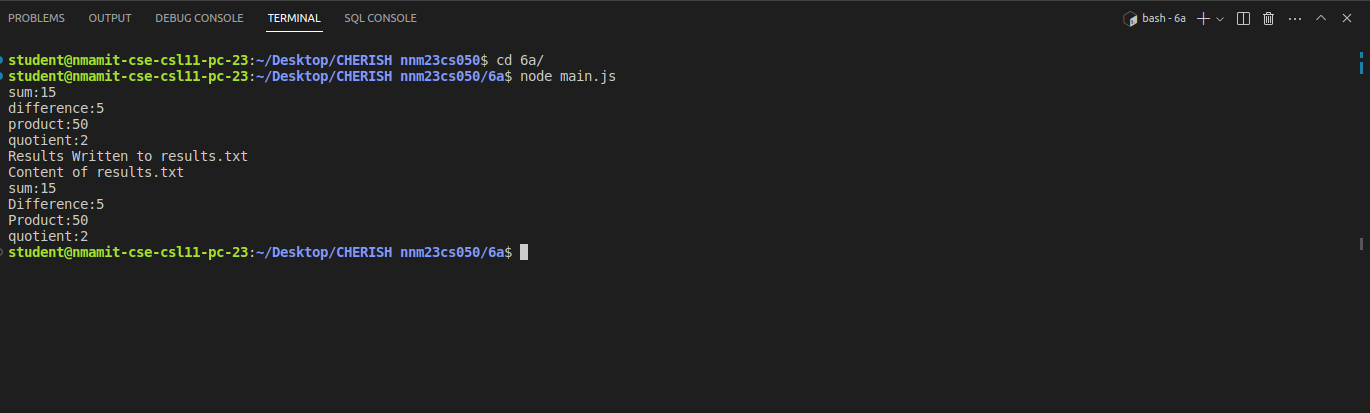 PROBLEMS OUTPUT DEBUG CONSOLE TERMINAL SQL CONSOLE bash - 6a
student@nmamit-cse-csl11-pc-23:~/Desktop/CHERISH nnm23cs050$ cd 6a/
student@nmamit-cse-csl11-pc-23:~/Desktop/CHERISH nnm23cs050/6a$ node main.js
sum:15
difference:5
product:50
quotient:2
Results Written to results.txt
Content of results.txt
sum:15
Difference:5
Product:50
quotient:2
student@nmamit-cse-csl11-pc-23:~/Desktop/CHERISH nnm23cs050/6a$